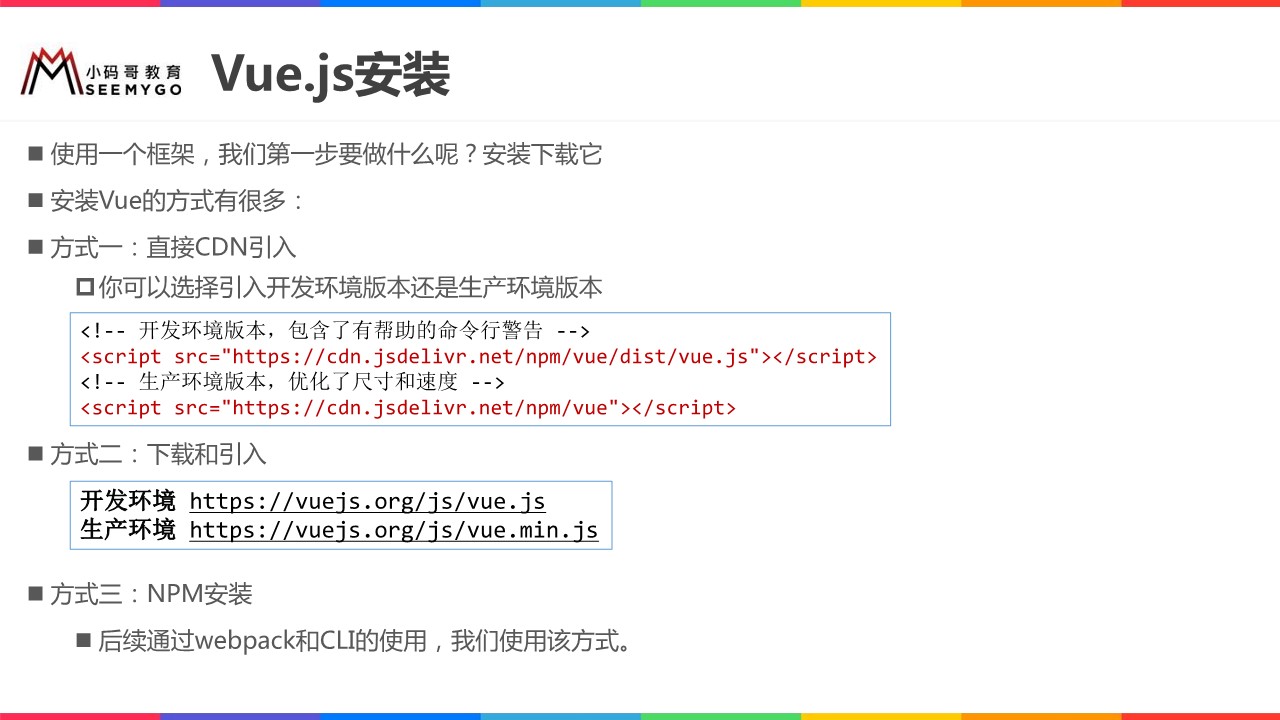 小码哥教育
SEEMYGO
Vue.js安装
使用一个框架，我们第一步要做什么呢？安装下载它
安装Vue的方式有很多：
方式一：直接CDN引入
你可以选择引入开发环境版本还是生产环境版本
<!-- 开发环境版本，包含了有帮助的命令行警告 -->
<script src="https://cdn.jsdelivr.net/npm/vue/dist/vue.js"></script>
<!-- 生产环境版本，优化了尺寸和速度 -->
<script src="https://cdn.jsdelivr.net/npm/vue"></script>
方式二：下载和引入
开发环境 https://vuejs.org/js/vue.js
生产环境 https://vuejs.org/js/vue.min.js
方式三：NPM安装
后续通过webpack和CLI的使用，我们使用该方式。